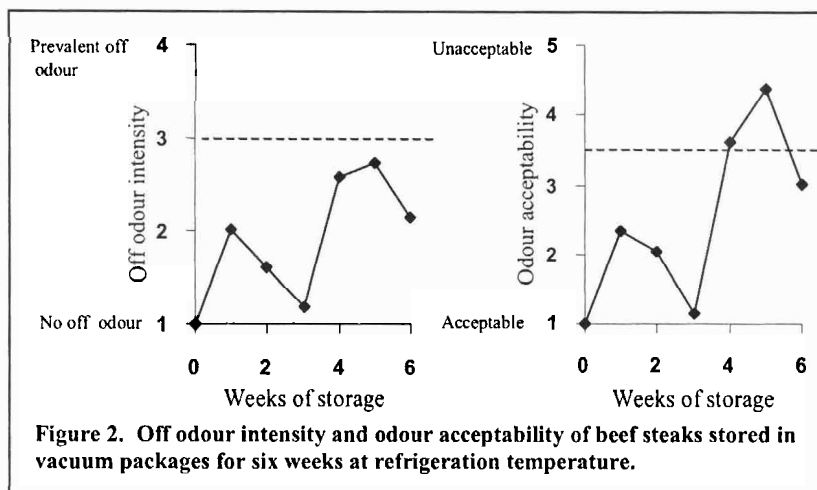 Prevalent off
odour
4
3
2
1
Off odour intensity
No off odour
0 2 4 6
Weeks of storage
Unacceptable
5
4
3
2
1
Odour acceptability
Acceptable
0 2 4 6
Weeks of storage
Figure 2. Off odour intensity and odour acceptability of beef steaks stored in
vacuum packages for six weeks at refrigeration temperature.